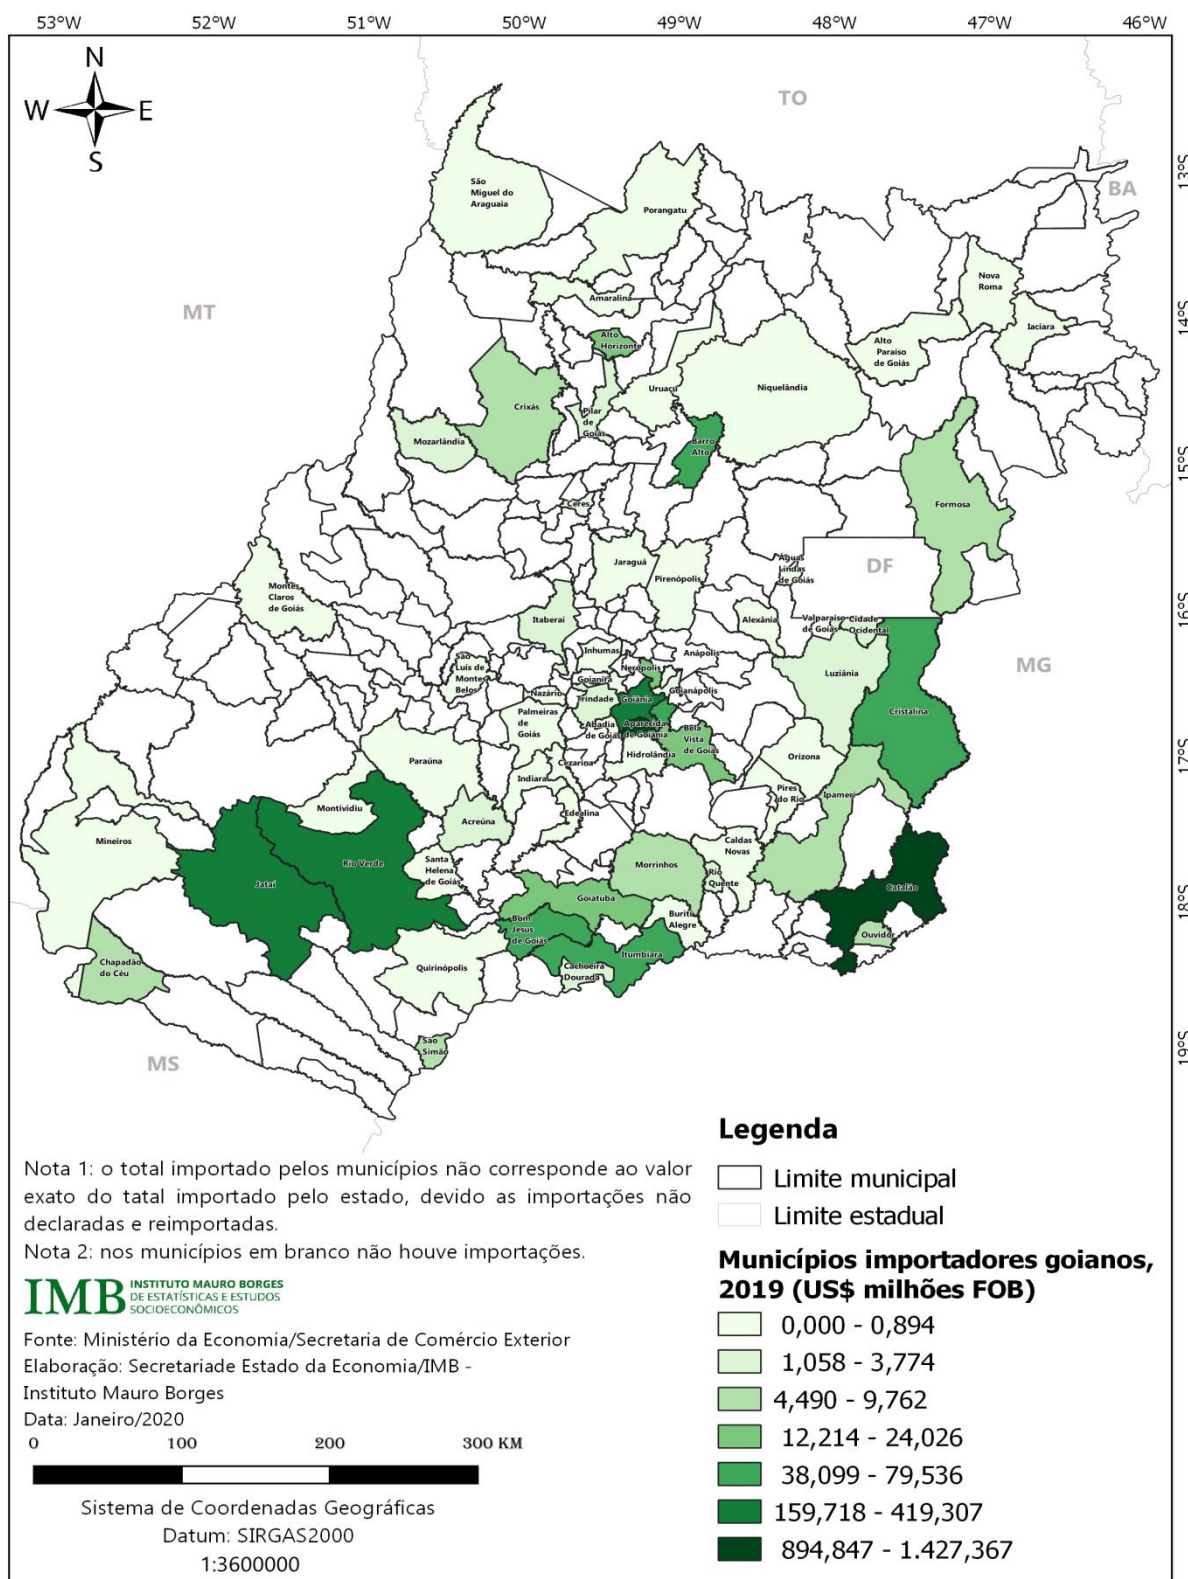 53°W 52°W 51°W 50°W 49°W 48°W 47°W 46°W
N
W E
S
TO
BA
MT
DF
MG
MS
13°S
14°S
15°S
16°S
17°S
18°S
19°S
São
Miguel do
Araguaia
Porangatu
Nova
Roma
Amaralina
Iaciara
Alto
Horizonte
Alto
Paraíso
de Goiás
Uruaçu
Niquelândia
Crixás
Pilar
de
Goiás
Mozarlândia
Barro
Alto
Ceres
Formosa
Jaraguá
Pirenópolis
Águas
Lindas
de Goiás
Montes
Claros
de Goiás
Itaberaí
Alexânia
Valparaíso
de Goiás
Cidade
Ocidental
São
Luis de
Montes
Belos
Inhumas
Anápolis
Nerópolis
Goianira
Goianápolis
Luziânia
Nazário
Trindade
Goiânia
Cristalina
Palmeiras
de
Goiás
Abadia
de Goiás
Aparecida
de Goiânia
Bela
Vista
de Goiás
Paraúna
Cezarina
Hidrolândia
Orizona
Indiara
Pires
do Rio
Ipameri
Montividiu
Acreúna
Edealina
Mineiros
Rio Verde
Santa
Helena
de Goiás
Morrinhos
Caldas
Novas
Rio
Quente
Jataí
Catalão
Goiatuba
Buriti
Alegre
Bom
Jesus
de Goiás
Ouvidor
Itumbiara
Chapadão
do Céu
Quirinópolis
Cachoeira
Dourada
São
Simão
Nota 1: o total importado pelos municípios não corresponde ao valor
exato do tatal importado pelo estado, devido as importações não
declaradas e reimportadas.
Nota 2: nos municípios em branco não houve importações.
IMB INSTITUTO MAURO BORGES
DE ESTATÍSTICAS E ESTUDOS
SOCIOECONÔMICOS
Fonte: Ministério da Economia/Secretaria de Comércio Exterior
Elaboração: Secretariade Estado da Economia/IMB -
Instituto Mauro Borges
Data: Janeiro/2020
0 100 200 300 KM
Sistema de Coordenadas Geográficas
Datum: SIRGAS2000
1:3600000
Legenda
Limite municipal
Limite estadual
Municípios importadores goianos,
2019 (US$ milhões FOB)
0,000 - 0,894
1,058 - 3,774
4,490 - 9,762
12,214 - 24,026
38,099 - 79,536
159,718 - 419,307
894,847 - 1.427,367